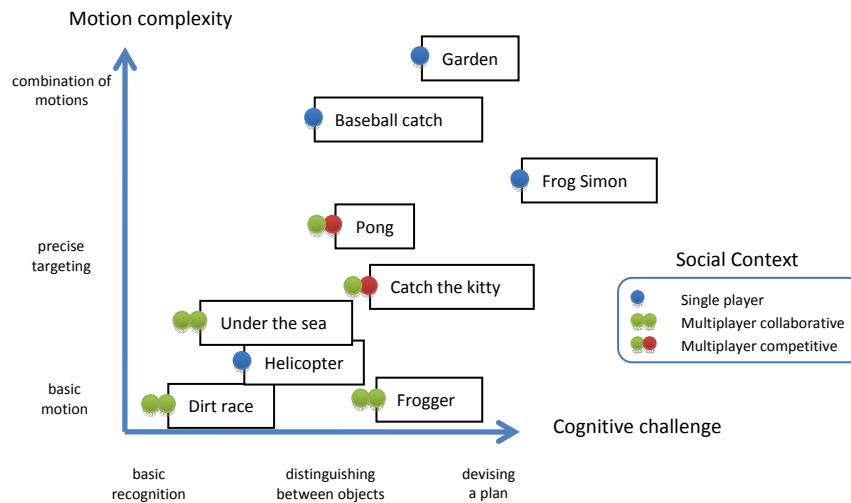 Motion complexity
Garden
combination of
motions
Baseball catch
Frog Simon
Pong
precise
targeting
Catch the kitty
Social Context
Single player
Multiplayer collaborative
Multiplayer competitive
Under the sea
Helicopter
basic
motion
Dirt race
Frogger
Cognitive challenge
basic
recognition
distinguishing
between objects
devising
a plan